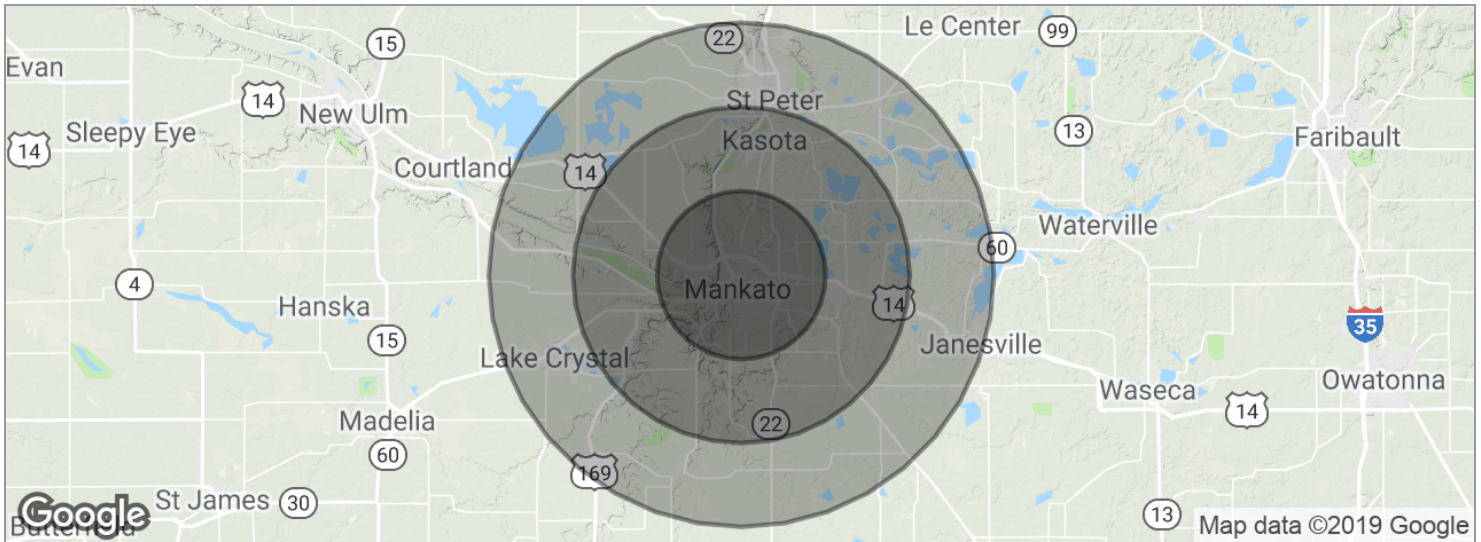 Le Center
99
22
15
Evan
14
St Peter
New Ulm
13
Sleepy Eye
Faribault
Kasota
14
Courtland
14
Waterville
60
4
Mankato
Hanska
14
35
15
Janesville
Lake Crystal
Owatonna
Waseca
14
Madelia
22
60
169
St James
30
13
Google
Map data ©2019 Google